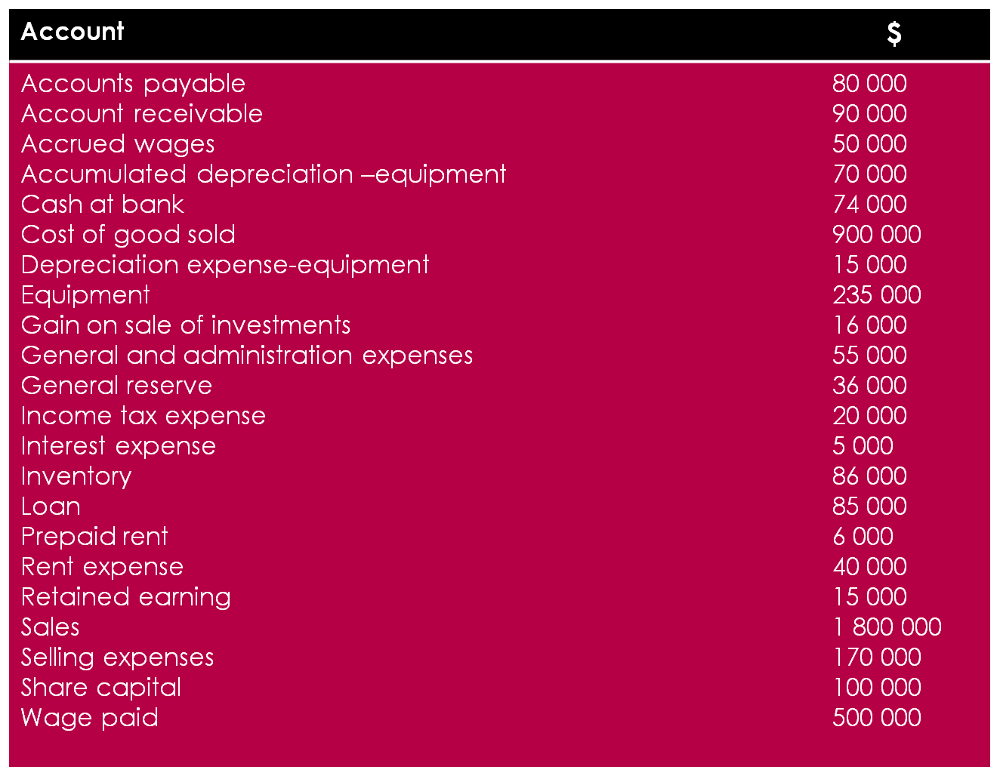 Account $
Accounts payable 80 000
Account receivable 90 000
Accrued wages 50 000
Accumulated depreciation –equipment 70 000
Cash at bank 74 000
Cost of good sold 900 000
Depreciation expense-equipment 15 000
Equipment 235 000
Gain on sale of investments 16 000
General and administration expenses 55 000
General reserve 36 000
Income tax expense 20 000
Interest expense 5 000
Inventory 86 000
Loan 85 000
Prepaid rent 6 000
Rent expense 40 000
Retained earning 15 000
Sales 1 800 000
Selling expenses 170 000
Share capital 100 000
Wage paid 500 000